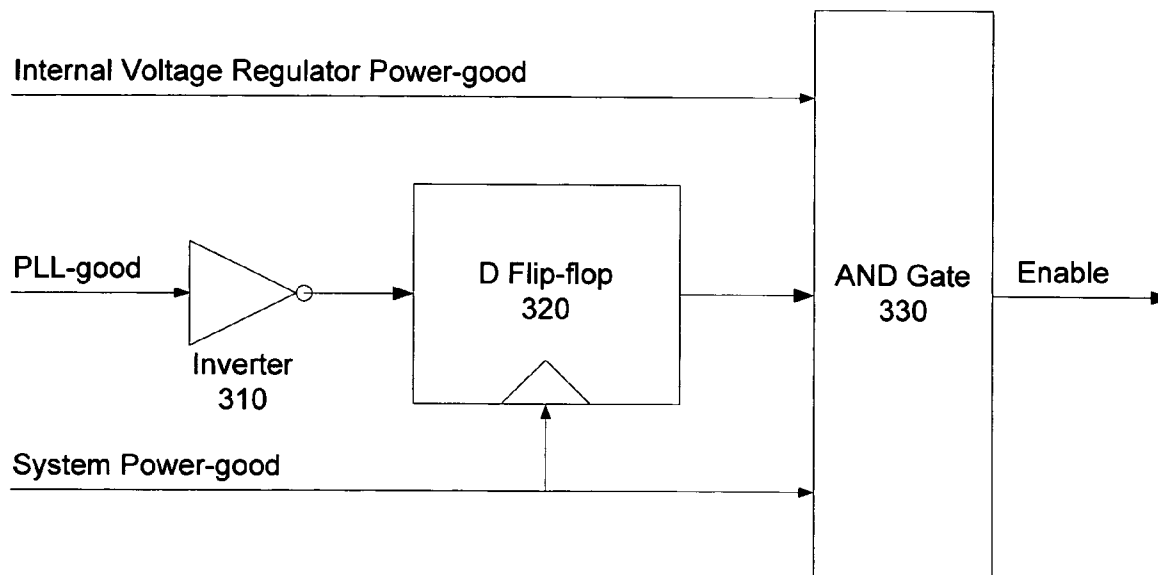 Internal Voltage Regulator Power-good
PLL-good
Inverter
310
D Flip-flop
320
AND Gate
330
Enable
System Power-good